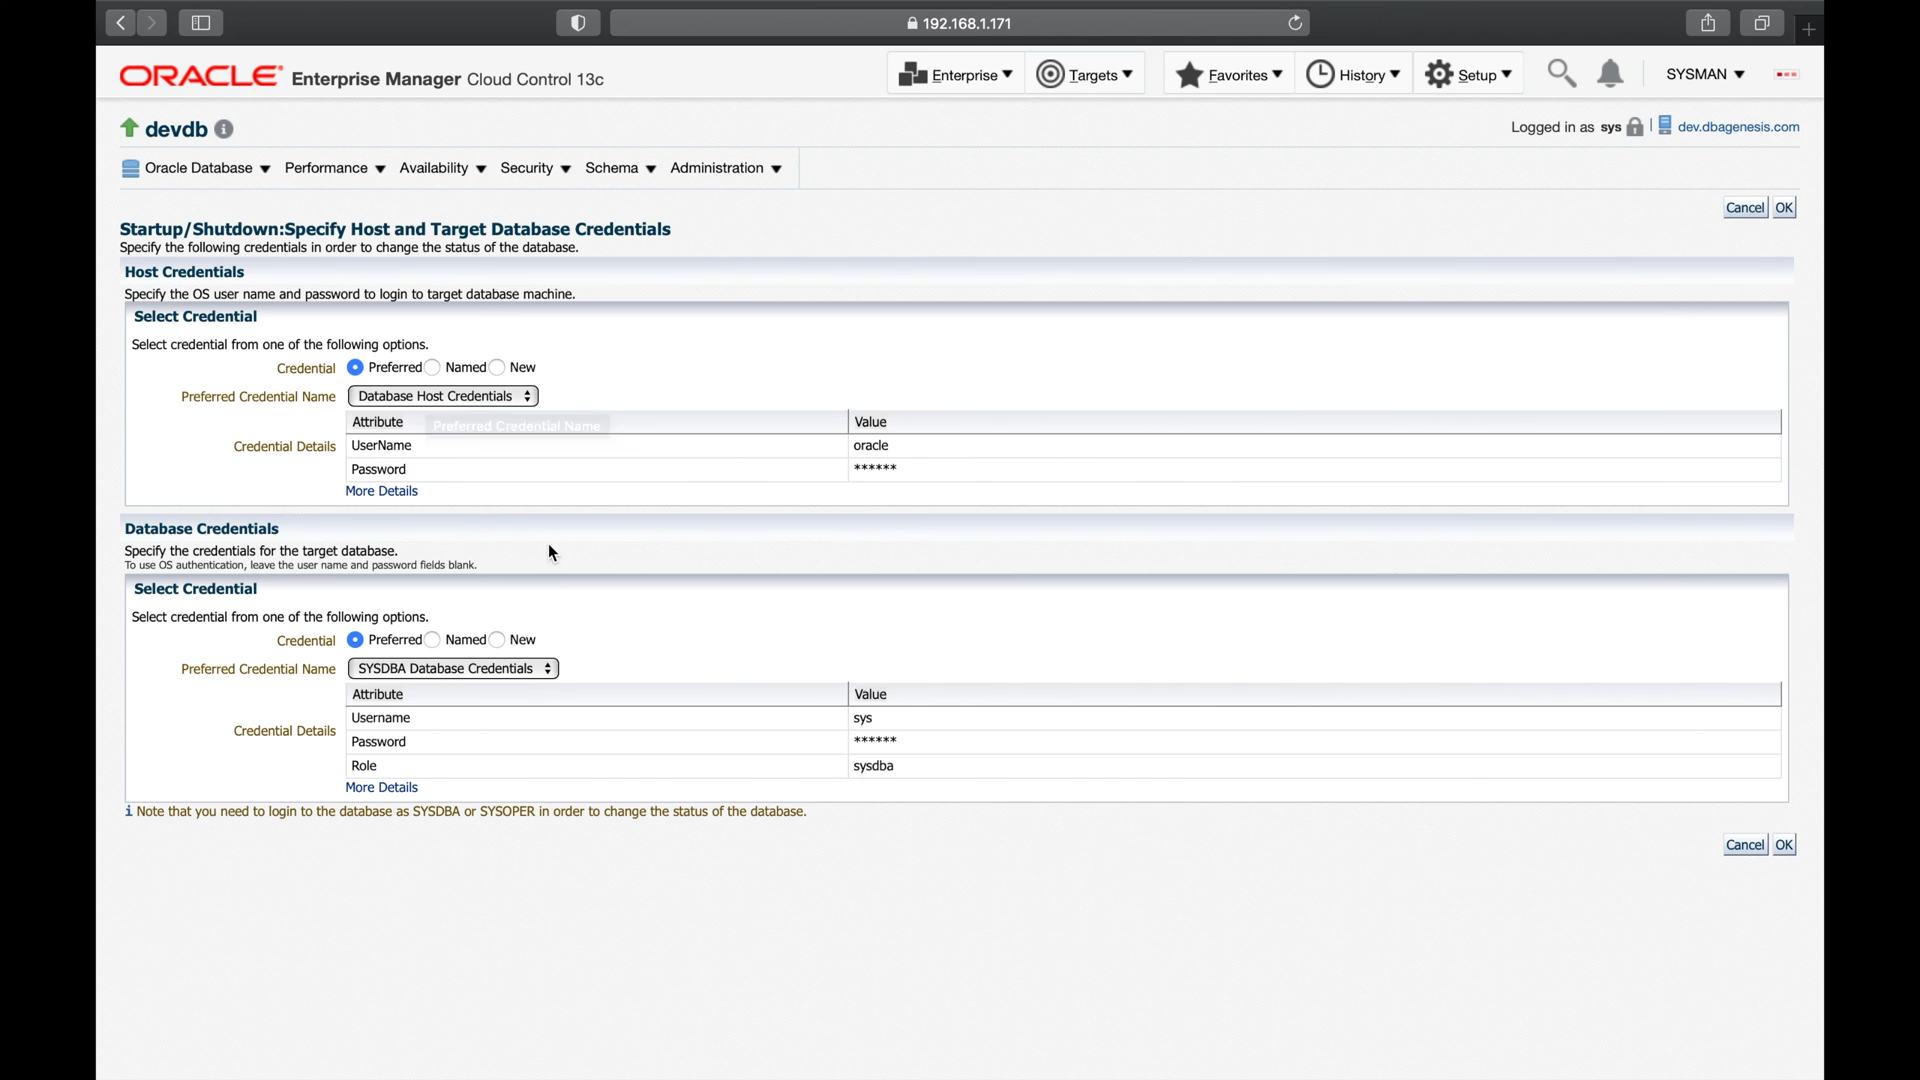 192.168.1.171
ORACLE Enterprise Manager Cloud Control 13c
Enterprise Targets Favorites History Setup SYSMAN
devdb
Logged in as sys dev.dbagenesis.com
Oracle Database Performance Availability Security Schema Administration
Cancel OK
Startup/Shutdown:Specify Host and Target Database Credentials
Specify the following credentials in order to change the status of the database.
Host Credentials
Specify the OS user name and password to login to target database machine.
Select Credential
Select credential from one of the following options.
Credential Preferred Named New
Preferred Credential Name Database Host Credentials
Attribute Value
Preferred Credential Name
Credential Details UserName oracle
Password ******
More Details
Database Credentials
Specify the credentials for the target database.
To use OS authentication, leave the user name and password fields blank.
Select Credential
Select credential from one of the following options.
Credential Preferred Named New
Preferred Credential Name SYSDBA Database Credentials
Attribute Value
Username sys
Credential Details
Password ******
Role sysdba
More Details
i Note that you need to login to the database as SYSDBA or SYSOPER in order to change the status of the database.
Cancel OK